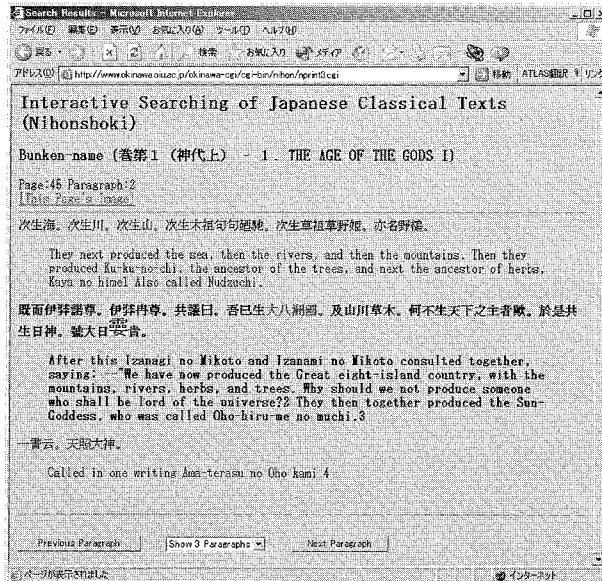 Search Results - Microsoft Internet Explorer
ファイル(F) 編集(E) 表示(V) お気に入り(A) ツール(T) ヘルプ(H)
戻る 検索 お気に入り メディア
アドレス(D) http://www.okinawa.oiu.ac.jp/okinawa-cgi/cgi-bin/nihon/nprint3.cgi 移動 ATLAS翻訳 リンク
Interactive Searching of Japanese Classical Texts
(Nihonshoki)
Bunken-name (巻第1 (神代上) - 1. THE AGE OF THE GODS I)
Page:45 Paragraph:2
[This Page's image]
次生海。次生川。次生山。次生木祖句句廼馳。次生草祖草野姫。亦名野槌。
They next produced the sea, then the rivers, and then the mountains. Then they
produced Ku-ku-no-chi, the ancestor of the trees, and next the ancestor of herbs,
Kaya no hime1 Also called Nudzuchi.
既而伊弉諾尊。伊弉冉尊。共議曰。吾已生大八洲國。及山川草木。何不生天下之主者歟。於是共
生日神。號大日孁貴。
After this Izanagi no Mikoto and Izanami no Mikoto consulted together,
saying: --"We have now produced the Great eight-island country, with the
mountains, rivers, herbs, and trees. Why should we not produce someone
who shall be lord of the universe?2 They then together produced the Sun-
Goddess, who was called Oho-hiru-me no muchi.3
一書云。天照大神。
Called in one writing Ama-terasu no Oho kami.4
Previous Paragraph Show 3 Paragraphs Next Paragraph
ページが表示されました インターネット